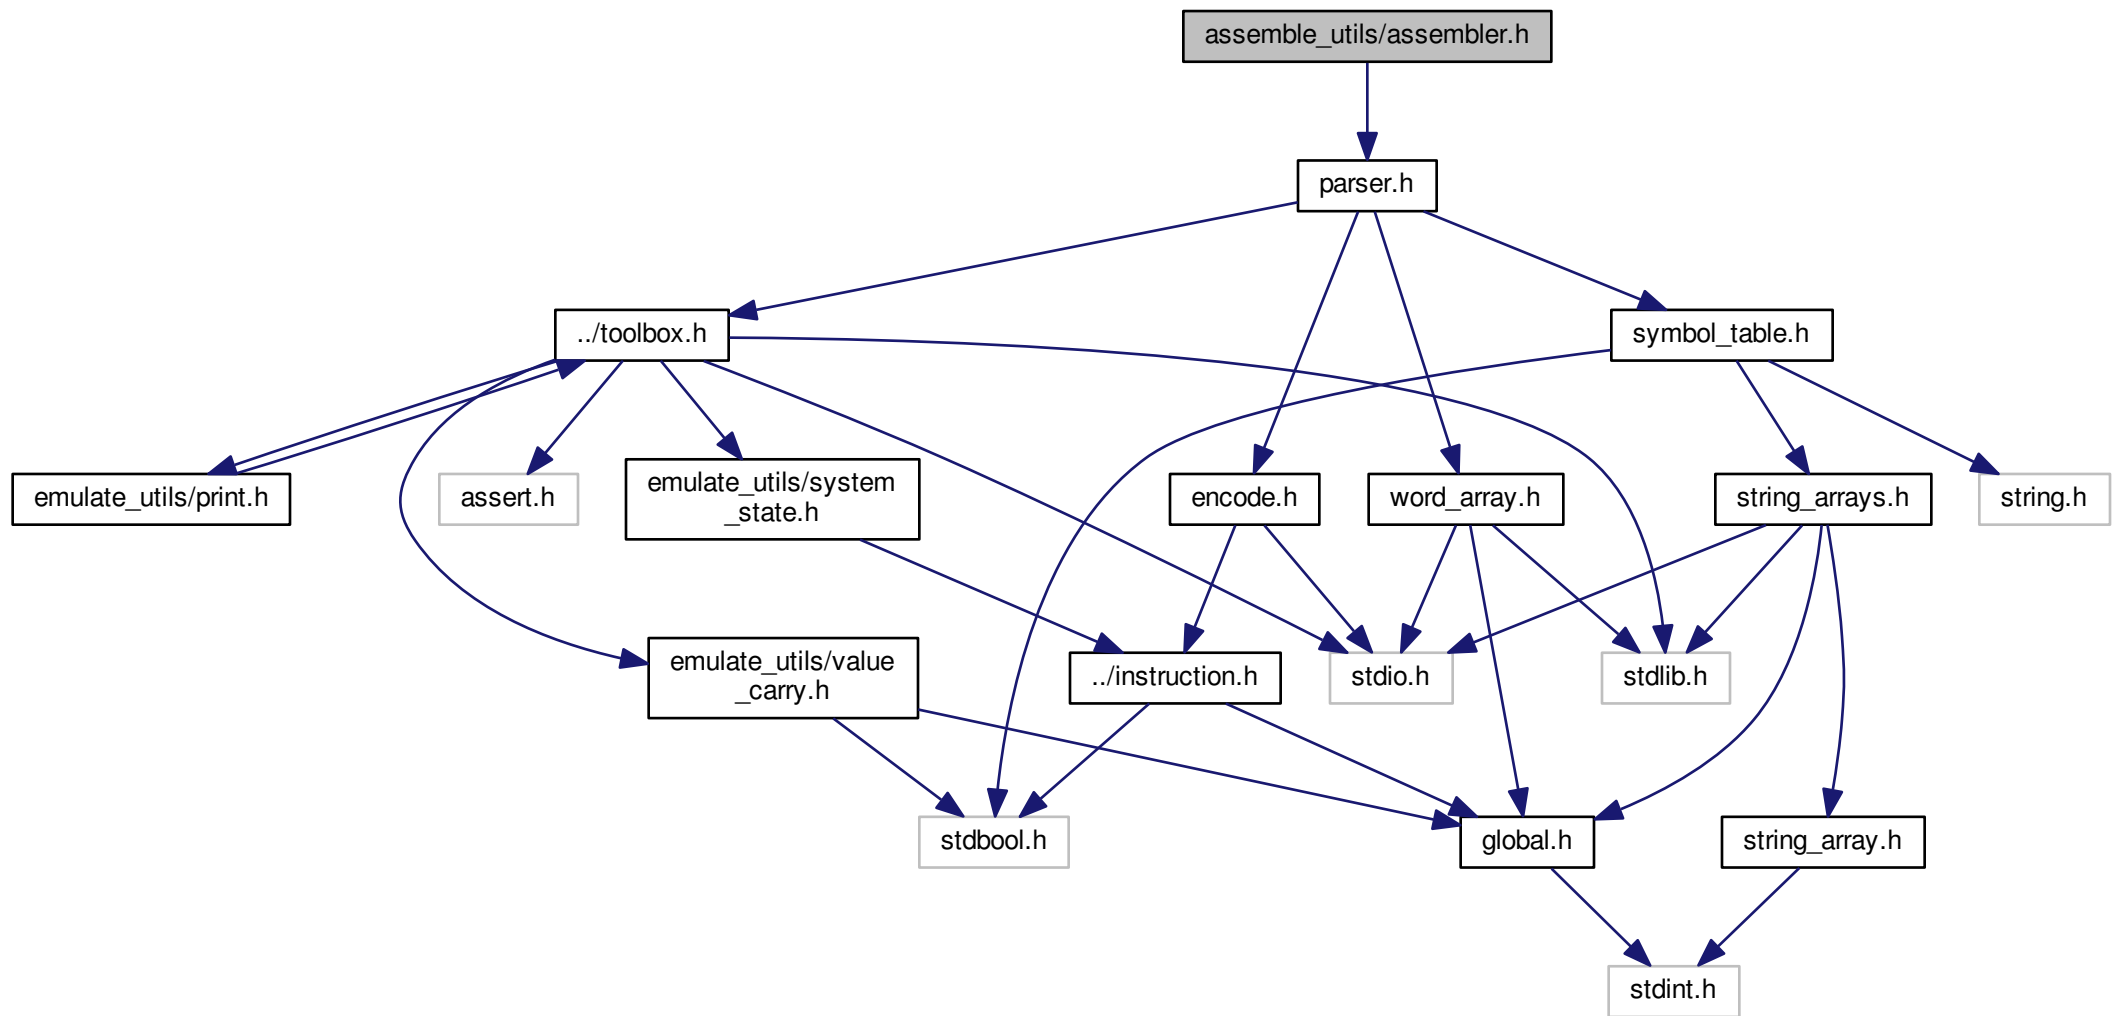 assemble_utils/assembler.h
parser.h
../toolbox.h
symbol_table.h
emulate_utils/print.h
assert.h
emulate_utils/system
_state.h
encode.h
word_array.h
string_arrays.h
string.h
emulate_utils/value
_carry.h
../instruction.h
stdio.h
stdlib.h
stdbool.h
global.h
string_array.h
stdint.h